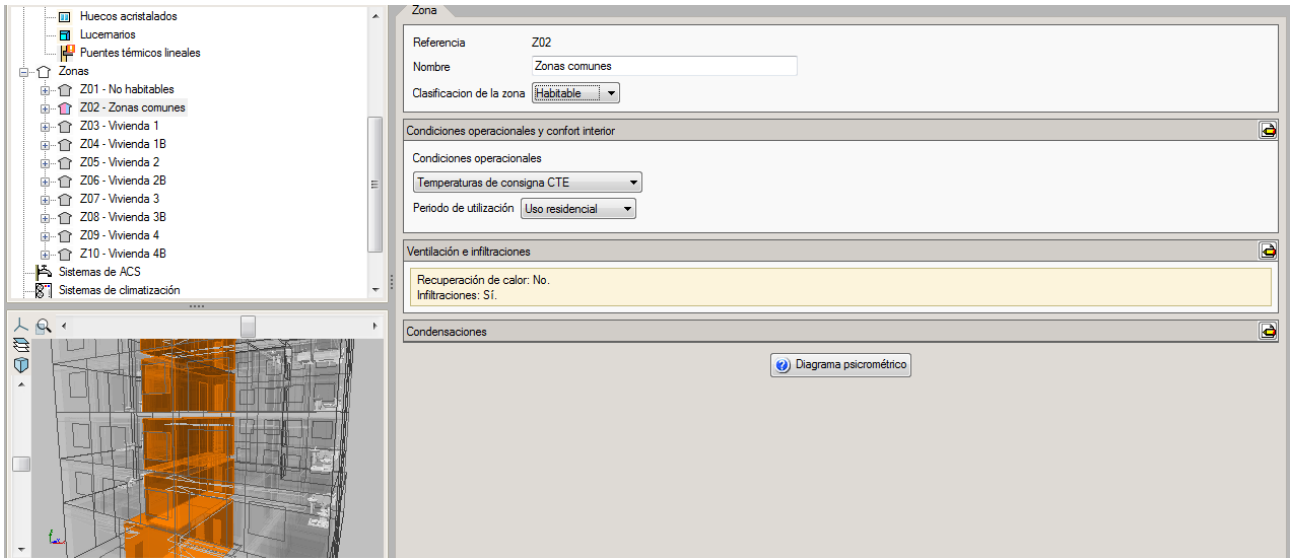 Huecos acristalados
Lucernarios
Puentes térmicos lineales
Zonas
Z01 - No habitables
Z02 - Zonas comunes
Z03 - Vivienda 1
Z04 - Vivienda 1B
Z05 - Vivienda 2
Z06 - Vivienda 2B
Z07 - Vivienda 3
Z08 - Vivienda 3B
Z09 - Vivienda 4
Z10 - Vivienda 4B
Sistemas de ACS
Sistemas de climatización
Zona
Referencia Z02
Nombre Zonas comunes
Clasificacion de la zona Habitable
Condiciones operacionales y confort interior
Condiciones operacionales
Temperaturas de consigna CTE
Periodo de utilización Uso residencial
Ventilación e infiltraciones
Recuperación de calor: No.
Infiltraciones: Sí.
Condensaciones
Diagrama psicrométrico